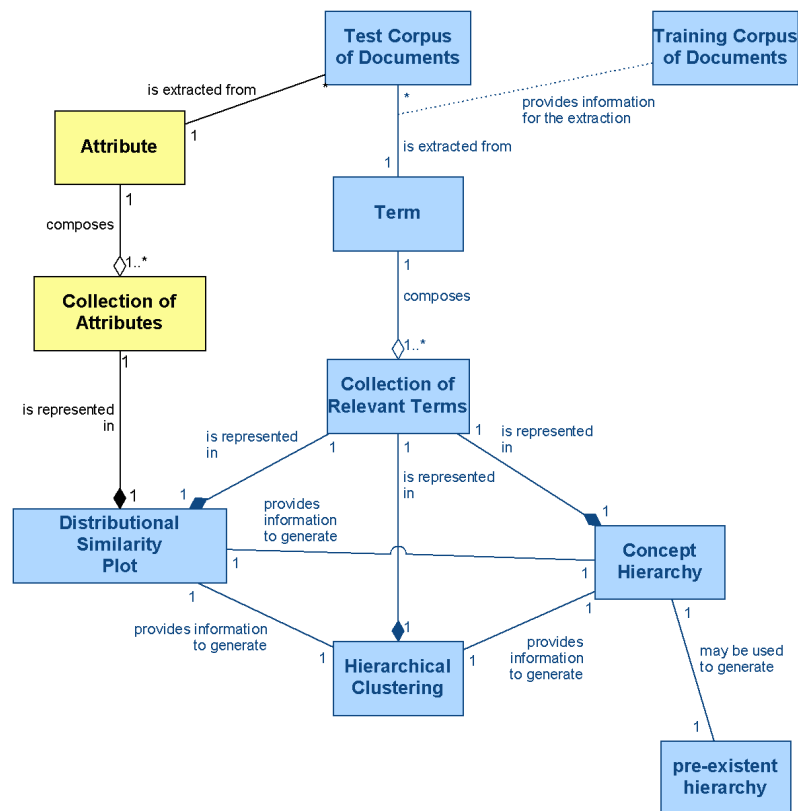 Test Corpus
of Documents
Training Corpus
of Documents
is extracted from
*
*
provides information
for the extraction
1
Attribute
is extracted from
1
1
Term
composes
1
1..*
composes
Collection of
Attributes
1
1..*
Collection of
Relevant Terms
is represented
in
1
1
1
is represented
in
is represented
in
is represented
in
1
1
1
provides
information
to generate
Distributional
Similarity
Plot
1
1
Concept
Hierarchy
1
1
1
1
provides information
to generate
1
1
1
provides
information
to generate
may be used
to generate
Hierarchical
Clustering
1
pre-existent
hierarchy